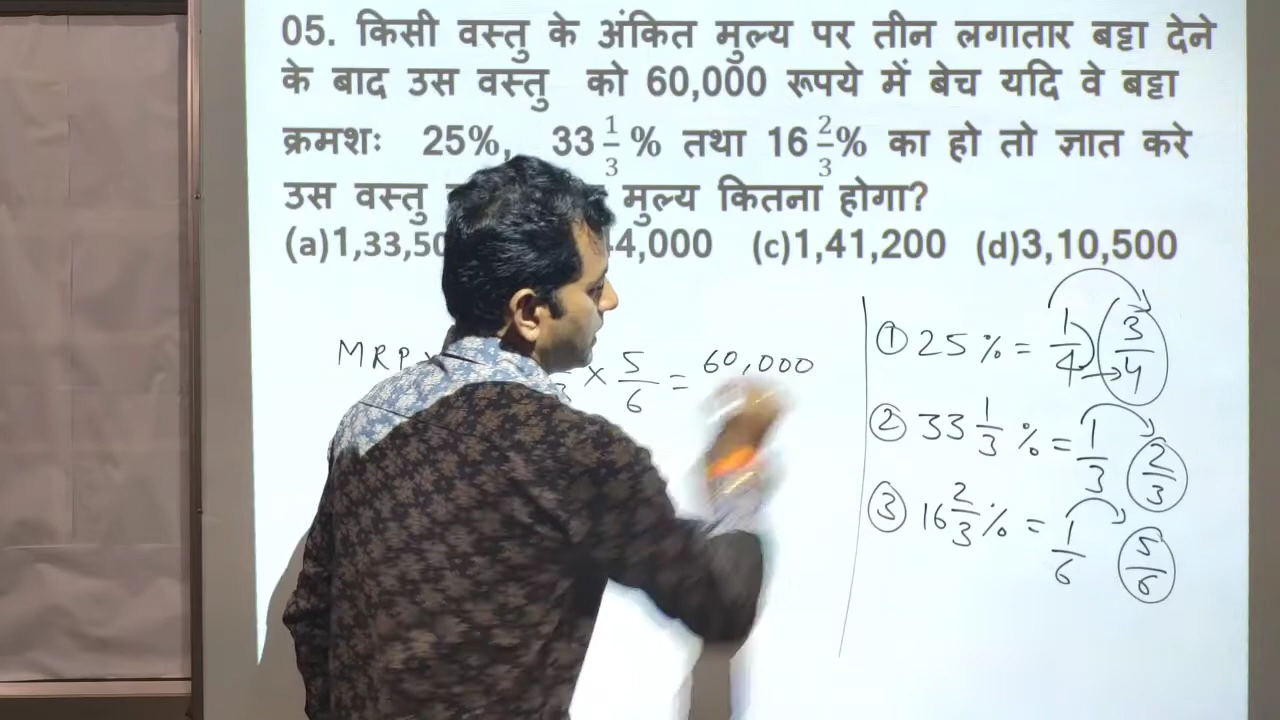 05. किसी वस्तु के अंकित मुल्य पर तीन लगातार बट्टा देने
के बाद उस वस्तु को 60,000 रूपये में बेच यदि वे बट्टा
क्रमशः 25%, 33 1/3 % तथा 16 2/3% का हो तो ज्ञात करे
उस वस्तु मुल्य कितना होगा?
(a)1,33,50 4,000 (c)1,41,200 (d)3,10,500
MRP × 5/6 = 60,000
① 25% = 1/4 3/4
② 33 1/3 % = 1/3 2/3
③ 16 2/3 % = 1/6 5/6